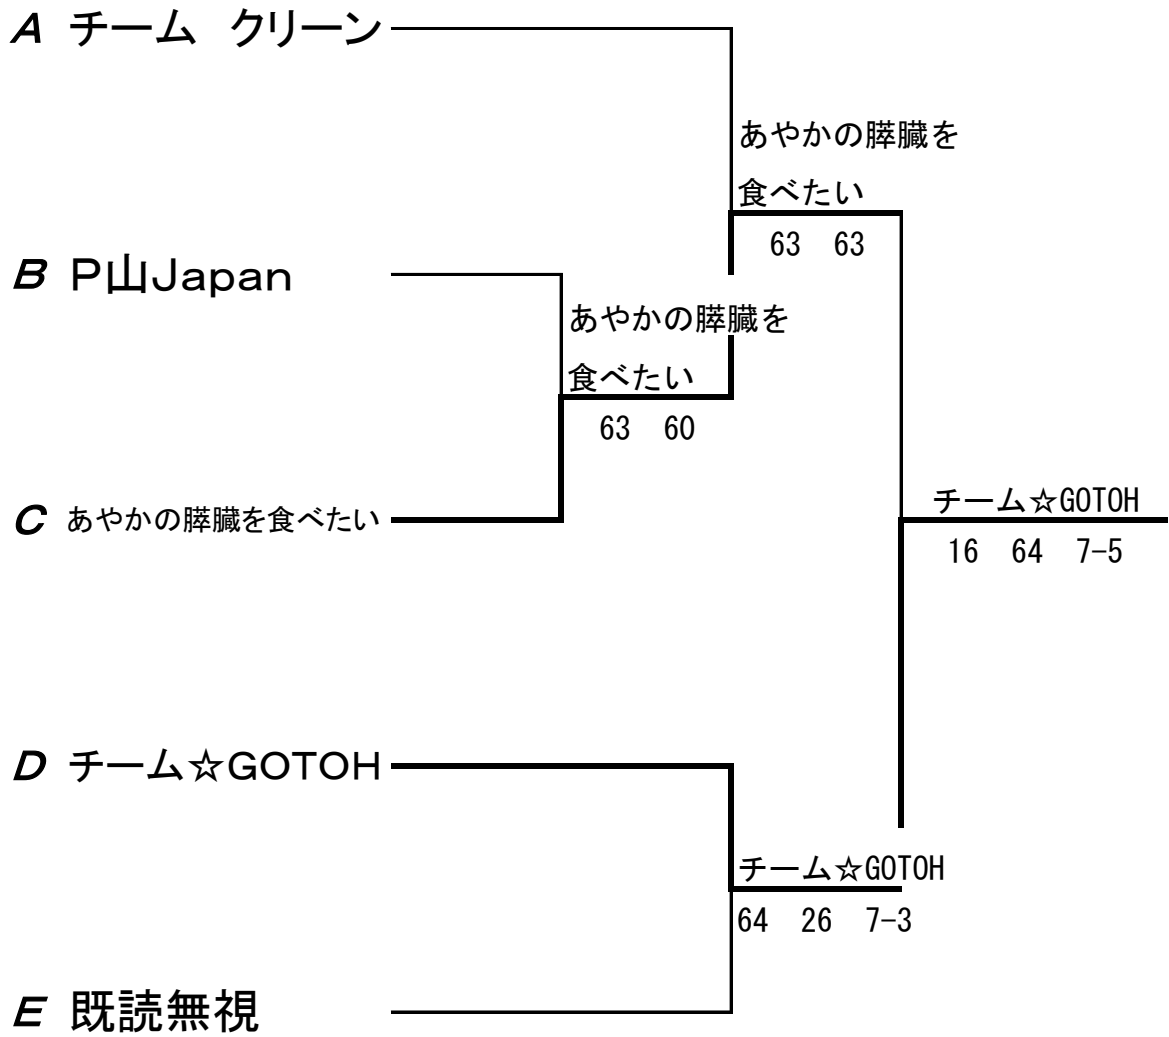 A チーム　クリーン
あやかの膵臓を
食べたい
63 63
B P山Japan
あやかの膵臓を
食べたい
63 60
C あやかの膵臓を食べたい
チーム☆GOTOH
16 64 7-5
D チーム☆GOTOH
チーム☆GOTOH
64 26 7-3
E 既読無視